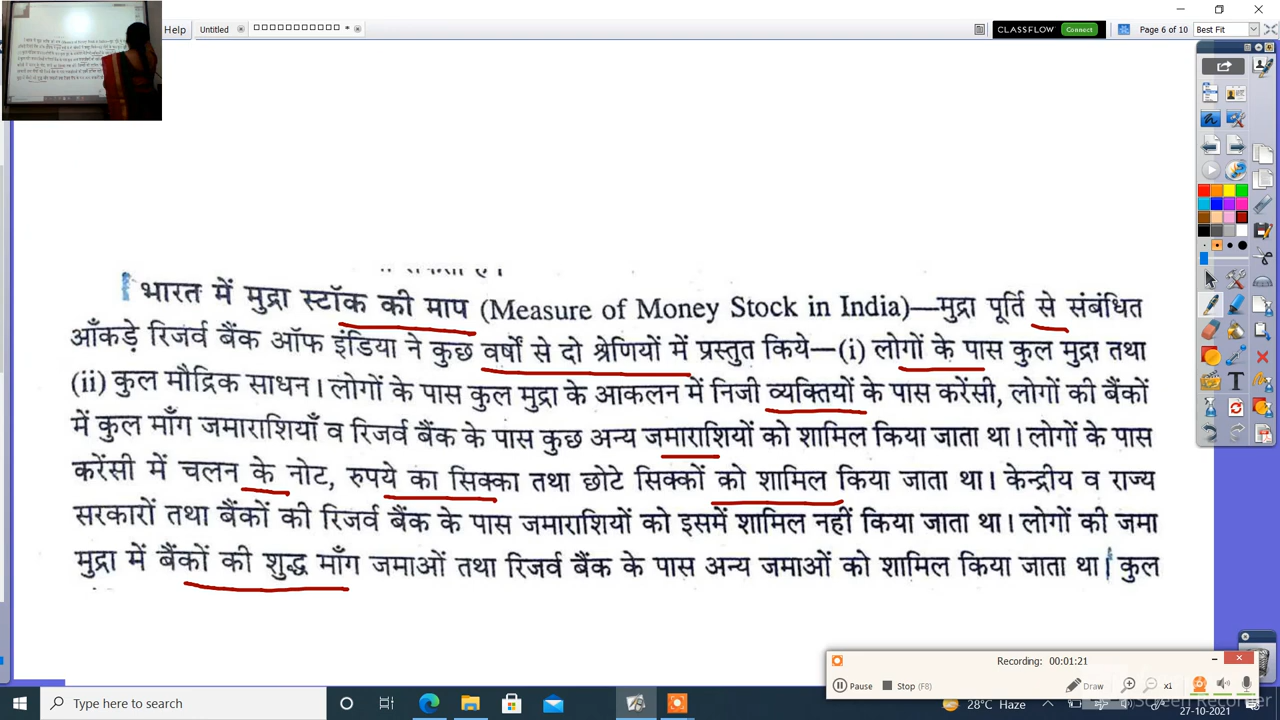 Help
Untitled
CLASSFLOW Connect
Page 6 of 10
Best Fit
भारत में मुद्रा स्टॉक की माप (Measure of Money Stock in India)—मुद्रा पूर्ति से संबंधित
आँकड़े रिजर्व बैंक ऑफ इंडिया ने कुछ वर्षों से दो श्रेणियों में प्रस्तुत किये—(i) लोगों के पास कुल मुद्रा तथा
(ii) कुल मौद्रिक साधन। लोगों के पास कुल मुद्रा के आकलन में निजी व्यक्तियों के पास करेंसी, लोगों की बैंकों
में कुल माँग जमाराशियाँ व रिजर्व बैंक के पास कुछ अन्य जमाराशियों को शामिल किया जाता था। लोगों के पास
करेंसी में चलन के नोट, रुपये का सिक्का तथा छोटे सिक्कों को शामिल किया जाता था। केन्द्रीय व राज्य
सरकारों तथा बैंकों की रिजर्व बैंक के पास जमाराशियों को इसमें शामिल नहीं किया जाता था। लोगों की जमा
मुद्रा में बैंकों की शुद्ध माँग जमाओं तथा रिजर्व बैंक के पास अन्य जमाओं को शामिल किया जाता था। कुल
Recording: 00:01:21
Pause
Stop (F8)
Draw
x1
Type here to search
28°C Haze
27-10-2021